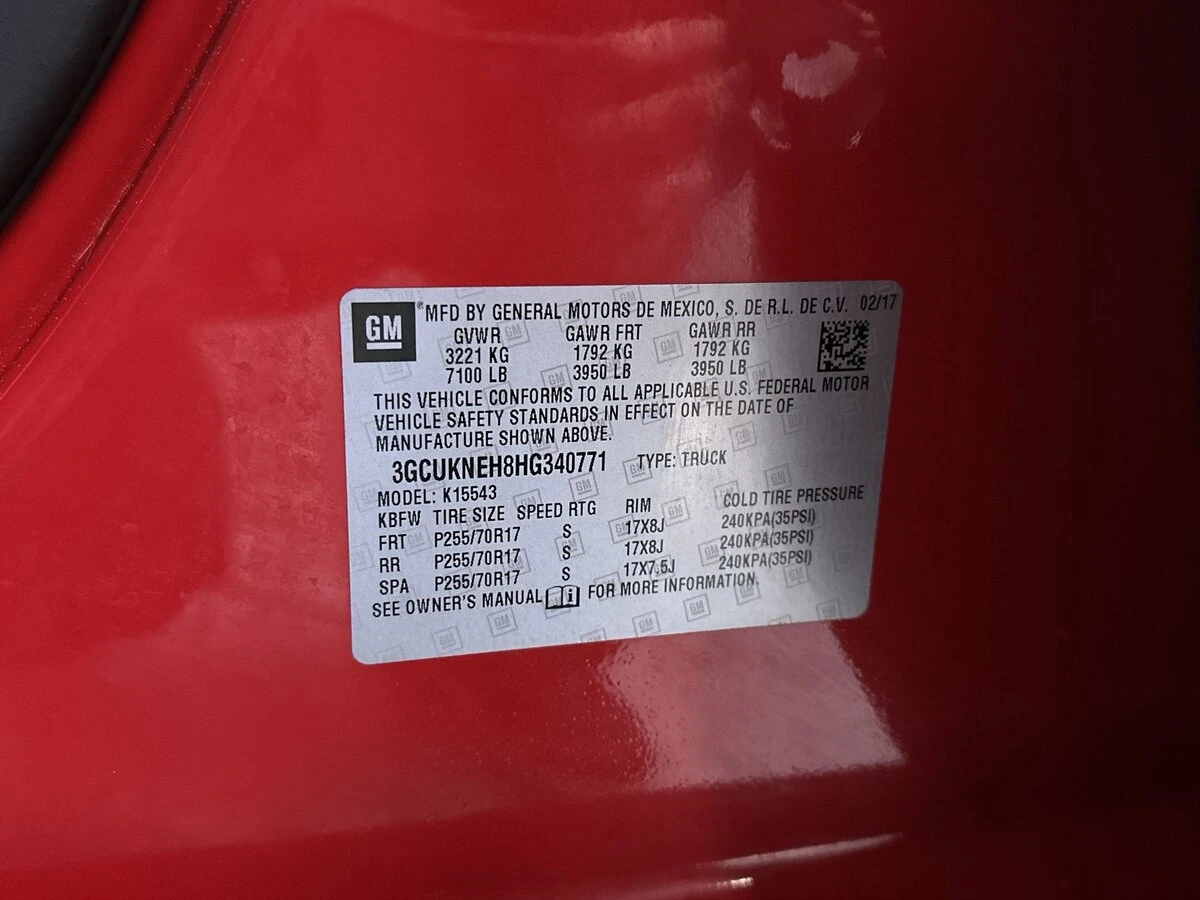 GM ® MFD BY GENERAL MOTORS DE MEXICO, S. DE R.L. DE C.V. 02/17
GVWR GAWR FRT GAWR RR
3221 KG 1792 KG 1792 KG
7100 LB 3950 LB 3950 LB
THIS VEHICLE CONFORMS TO ALL APPLICABLE U.S. FEDERAL MOTOR
VEHICLE SAFETY STANDARDS IN EFFECT ON THE DATE OF
MANUFACTURE SHOWN ABOVE.
3GCUKNEH8HG340771 TYPE: TRUCK
MODEL: K15543
KBFW TIRE SIZE SPEED RTG RIM COLD TIRE PRESSURE
FRT P255/70R17 S 17X8J 240KPA(35PSI)
RR P255/70R17 S 17X8J 240KPA(35PSI)
SPA P255/70R17 S 17X7.5J 240KPA(35PSI)
SEE OWNER'S MANUAL i FOR MORE INFORMATION.